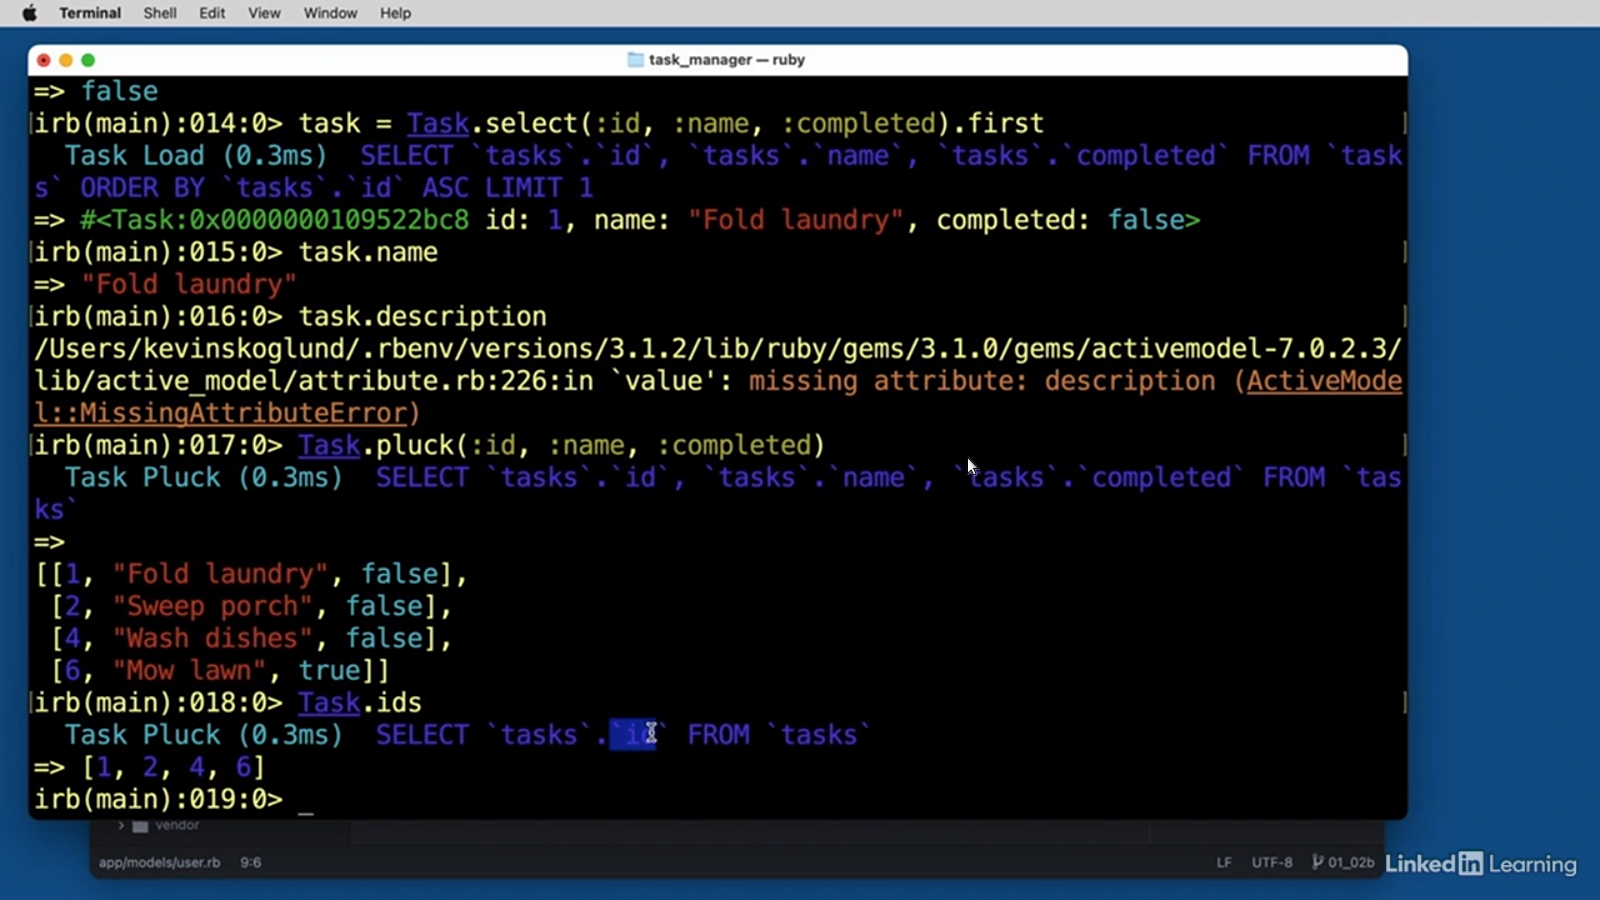 Terminal Shell Edit View Window Help
task_manager — ruby
=> false
irb(main):014:0> task = Task.select(:id, :name, :completed).first
Task Load (0.3ms) SELECT `tasks`.`id`, `tasks`.`name`, `tasks`.`completed` FROM `task
s` ORDER BY `tasks`.`id` ASC LIMIT 1
=> #<Task:0x0000000109522bc8 id: 1, name: "Fold laundry", completed: false>
irb(main):015:0> task.name
=> "Fold laundry"
irb(main):016:0> task.description
/Users/kevinskoglund/.rbenv/versions/3.1.2/lib/ruby/gems/3.1.0/gems/activemodel-7.0.2.3/
lib/active_model/attribute.rb:226:in `value': missing attribute: description (ActiveMode
l::MissingAttributeError)
irb(main):017:0> Task.pluck(:id, :name, :completed)
Task Pluck (0.3ms) SELECT `tasks`.`id`, `tasks`.`name`, `tasks`.`completed` FROM `tas
ks`
=>
[[1, "Fold laundry", false],
[2, "Sweep porch", false],
[4, "Wash dishes", false],
[6, "Mow lawn", true]]
irb(main):018:0> Task.ids
Task Pluck (0.3ms) SELECT `tasks`.`id` FROM `tasks`
=> [1, 2, 4, 6]
irb(main):019:0> _
vendor
app/models/user.rb 9:6 LF UTF-8 01_02b
LinkedIn Learning